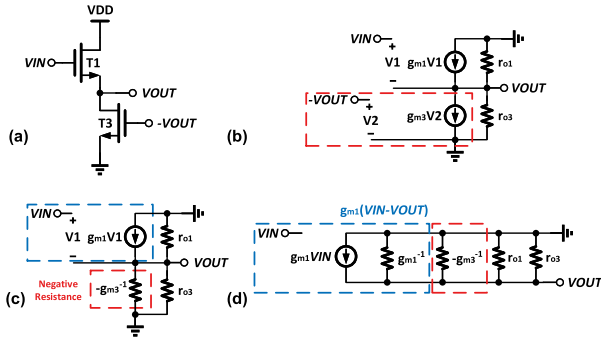 VDD
VIN
T1
VOUT
T3
-VOUT
(a)
VIN
+
V1 gm1V1
ro1
-
VOUT
-VOUT
+
V2
gm3V2
ro3
-
(b)
VIN
+
V1 gm1V1
ro1
-
VOUT
Negative
Resistance
-gm3⁻¹
ro3
(c)
gm1(VIN-VOUT)
VIN
gm1VIN
gm1⁻¹
-gm3⁻¹
ro1
ro3
VOUT
(d)